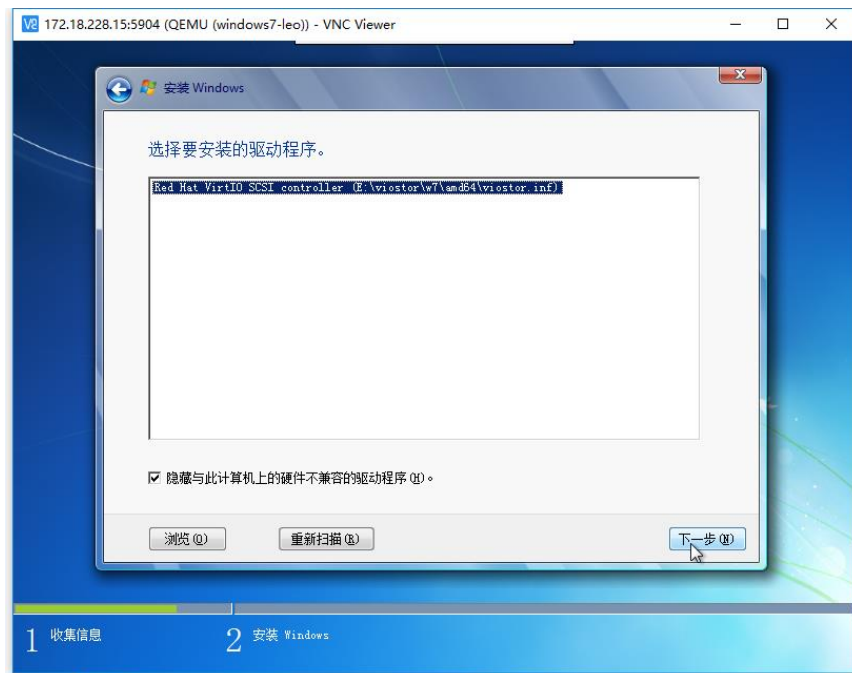 172.18.228.15:5904 (QEMU (windows7-leo)) - VNC Viewer
安装 Windows
选择要安装的驱动程序。
Red Hat VirtIO SCSI controller (E:\viostor\w7\amd64\viostor.inf)
隐藏与此计算机上的硬件不兼容的驱动程序(H)。
浏览(O)
重新扫描(R)
下一步(N)
1 收集信息
2 安装 Windows